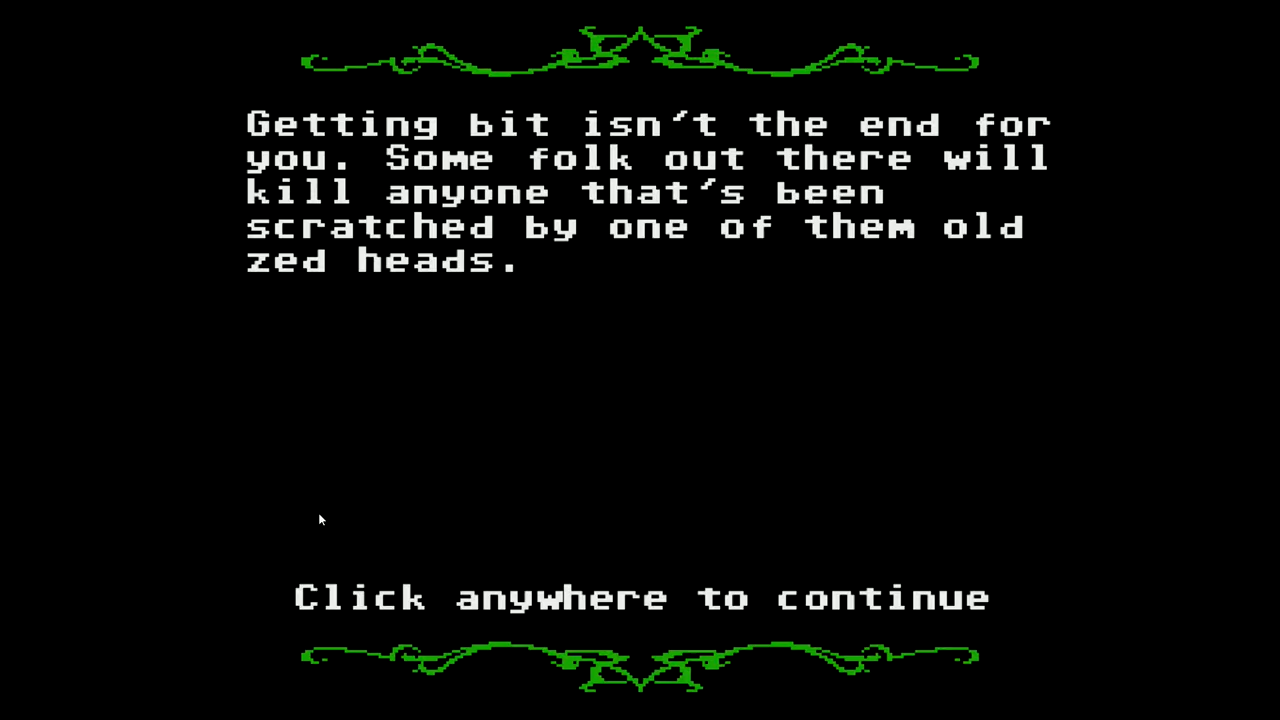 Getting bit isn't the end for
you. Some folk out there will
kill anyone that's been
scratched by one of them old
zed heads.
Click anywhere to continue